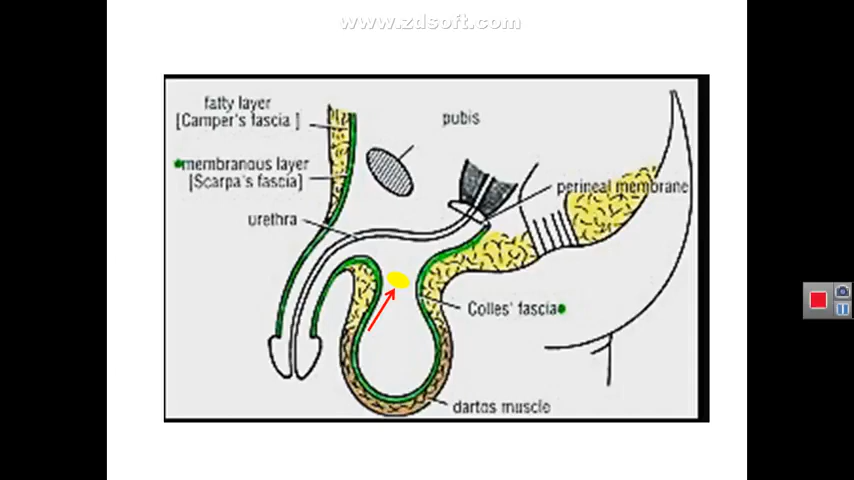 www.zdsoft.com
fatty layer
[Camper's fascia ]
pubis
membranous layer
[Scarpa's fascia]
perineal membrane
urethra
Colles' fascia
dartos muscle